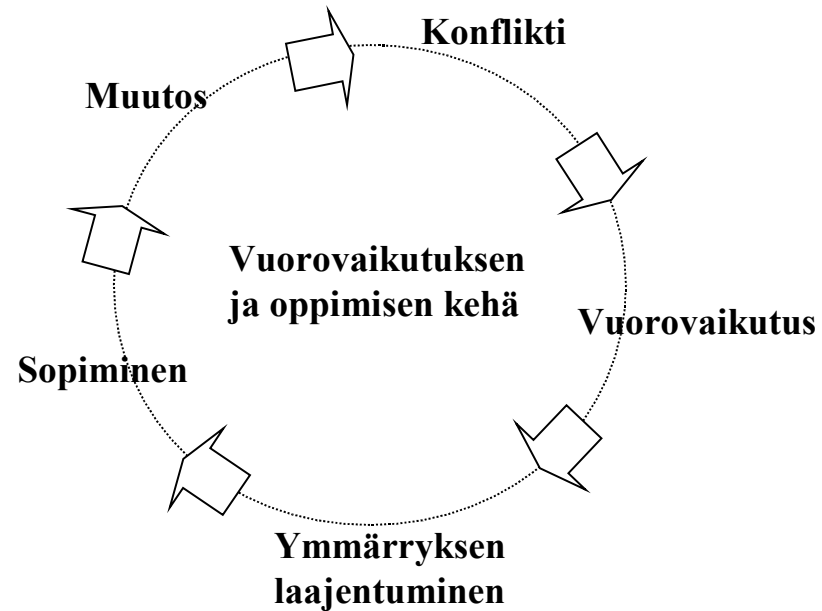 Konflikti
Muutos
Vuorovaikutuksen
ja oppimisen kehä
Vuorovaikutus
Sopiminen
Ymmärryksen
laajentuminen